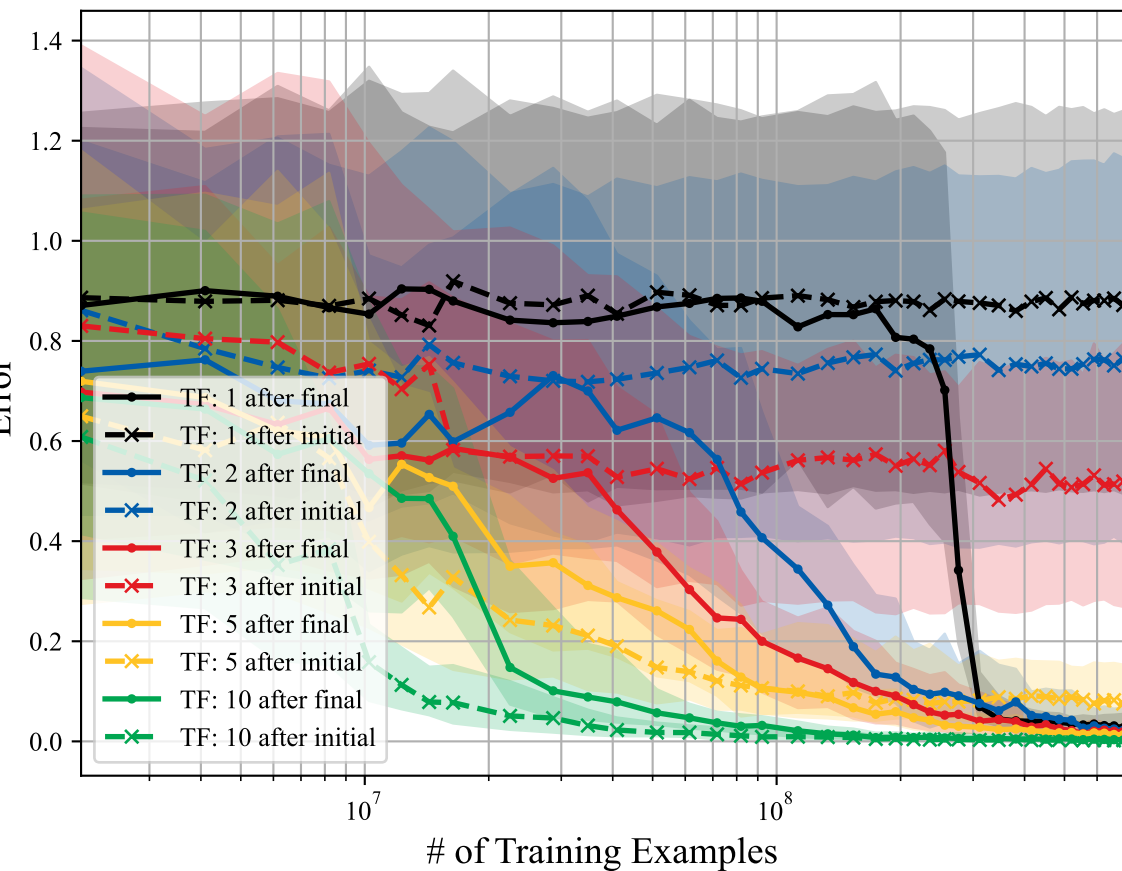 1.4
1.2
1.0
0.8
0.6
0.4
0.2
0.0
TF: 1 after final
TF: 1 after initial
TF: 2 after final
TF: 2 after initial
TF: 3 after final
TF: 3 after initial
TF: 5 after final
TF: 5 after initial
TF: 10 after final
TF: 10 after initial
10⁷
10⁸
# of Training Examples